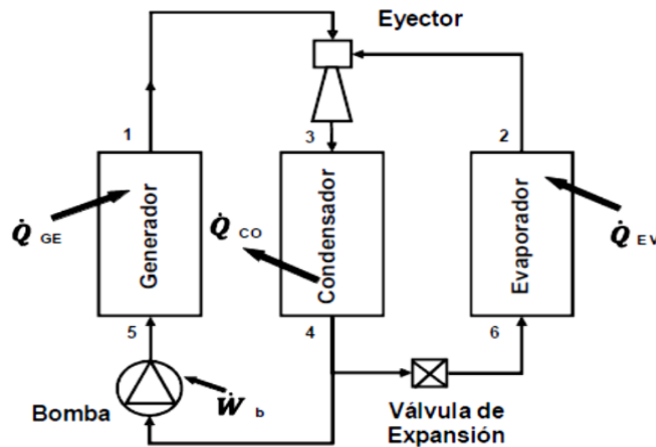 Eyector
1
3
2
Q̇ GE
Generador
Q̇ CO
Condensador
Evaporador
Q̇ EV
5
4
6
Bomba
Ẇ b
Válvula de
Expansión